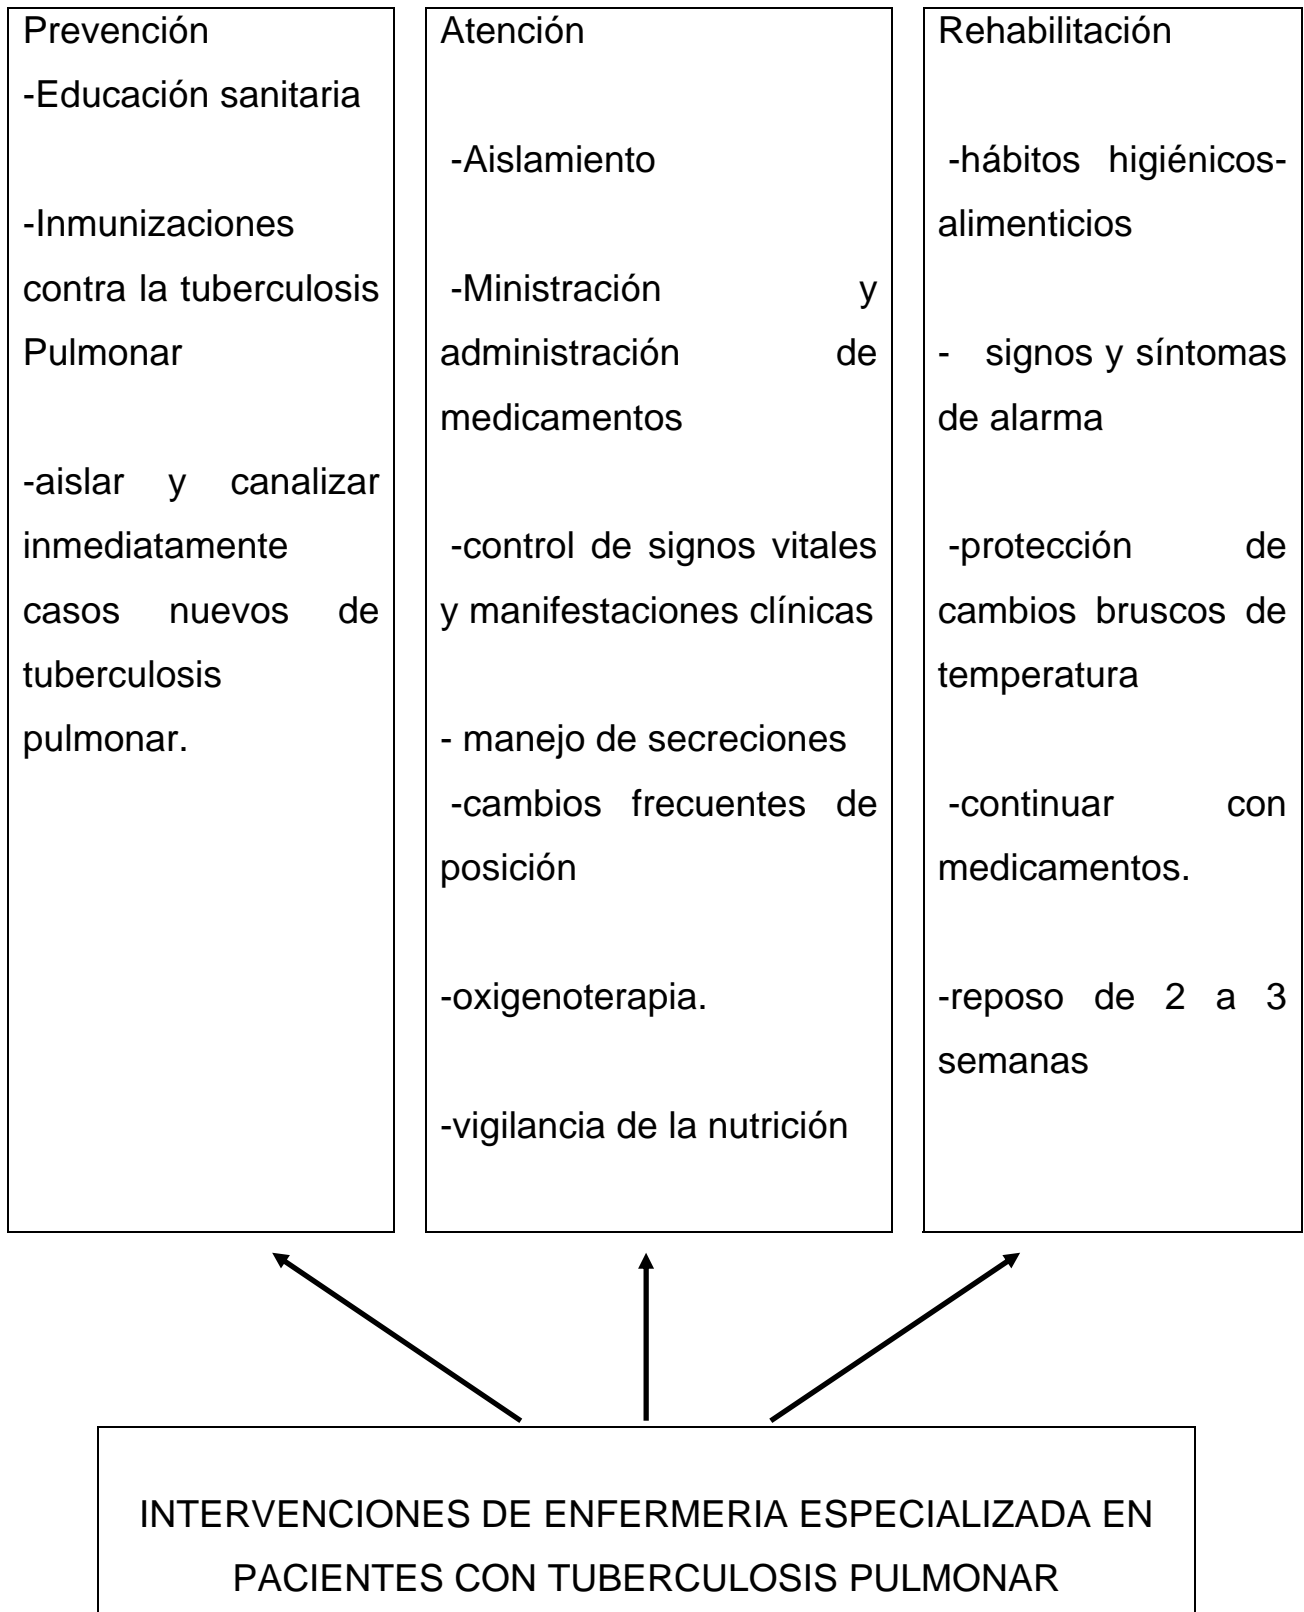 Prevención
-Educación sanitaria
-Inmunizaciones
contra la tuberculosis
Pulmonar
-aislar y canalizar
inmediatamente
casos nuevos de
tuberculosis
pulmonar.
Atención
-Aislamiento
-Ministración y
administración de
medicamentos
-control de signos vitales
y manifestaciones clínicas
- manejo de secreciones
-cambios frecuentes de
posición
-oxigenoterapia.
-vigilancia de la nutrición
Rehabilitación
-hábitos higiénicos-
alimenticios
- signos y síntomas
de alarma
-protección de
cambios bruscos de
temperatura
-continuar con
medicamentos.
-reposo de 2 a 3
semanas
INTERVENCIONES DE ENFERMERIA ESPECIALIZADA EN
PACIENTES CON TUBERCULOSIS PULMONAR